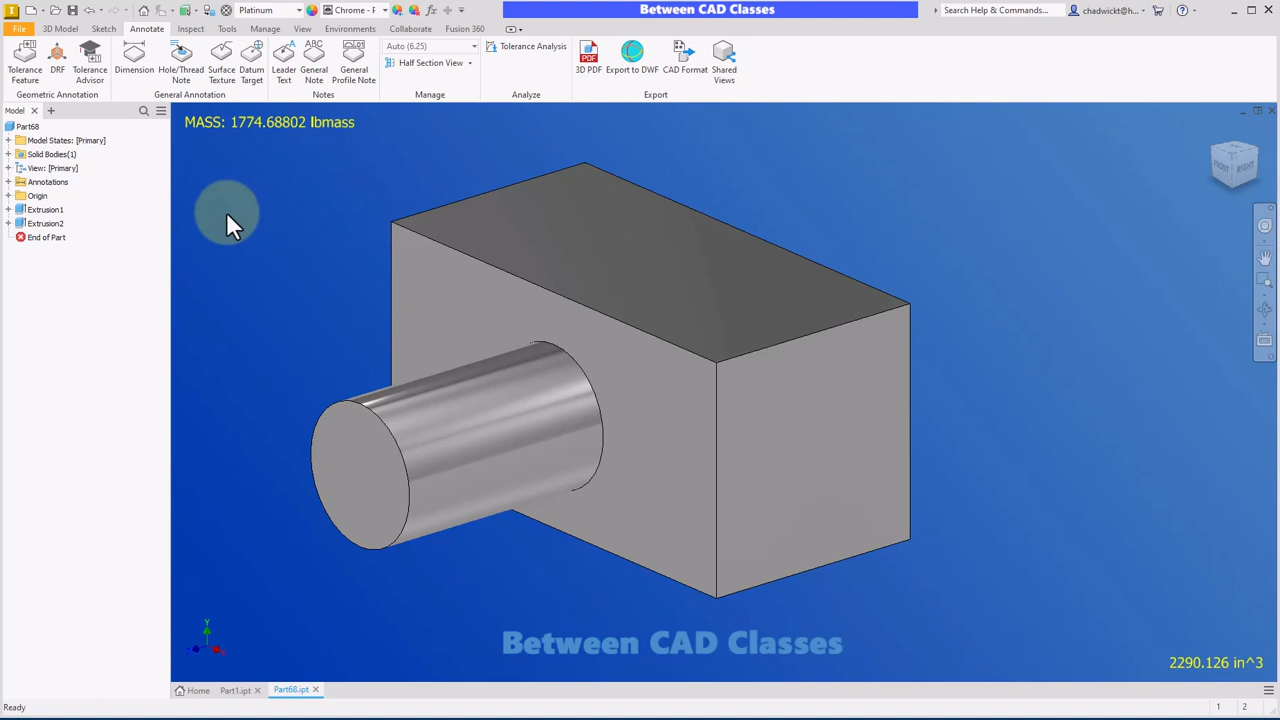 Platinum
Chrome - P
Between CAD Classes
Search Help & Commands...
chadwickt@h...
File
3D Model
Sketch
Annotate
Inspect
Tools
Manage
View
Environments
Collaborate
Fusion 360
Tolerance Feature
DRF
Tolerance Advisor
Dimension
Hole/Thread Note
Surface Texture
Datum Target
Leader Text
General Note
General Profile Note
Auto (6.25)
Half Section View
Tolerance Analysis
3D PDF
Export to DWF
CAD Format
Shared Views
Geometric Annotation
General Annotation
Notes
Manage
Analyze
Export
Model
Part68
Model States: [Primary]
Solid Bodies(1)
View: [Primary]
Annotations
Origin
Extrusion1
Extrusion2
End of Part
MASS: 1774.68802 lbmass
FRONT
RIGHT
Y
Between CAD Classes
2290.126 in^3
Home
Part1.ipt
Part68.ipt
Ready
1
2